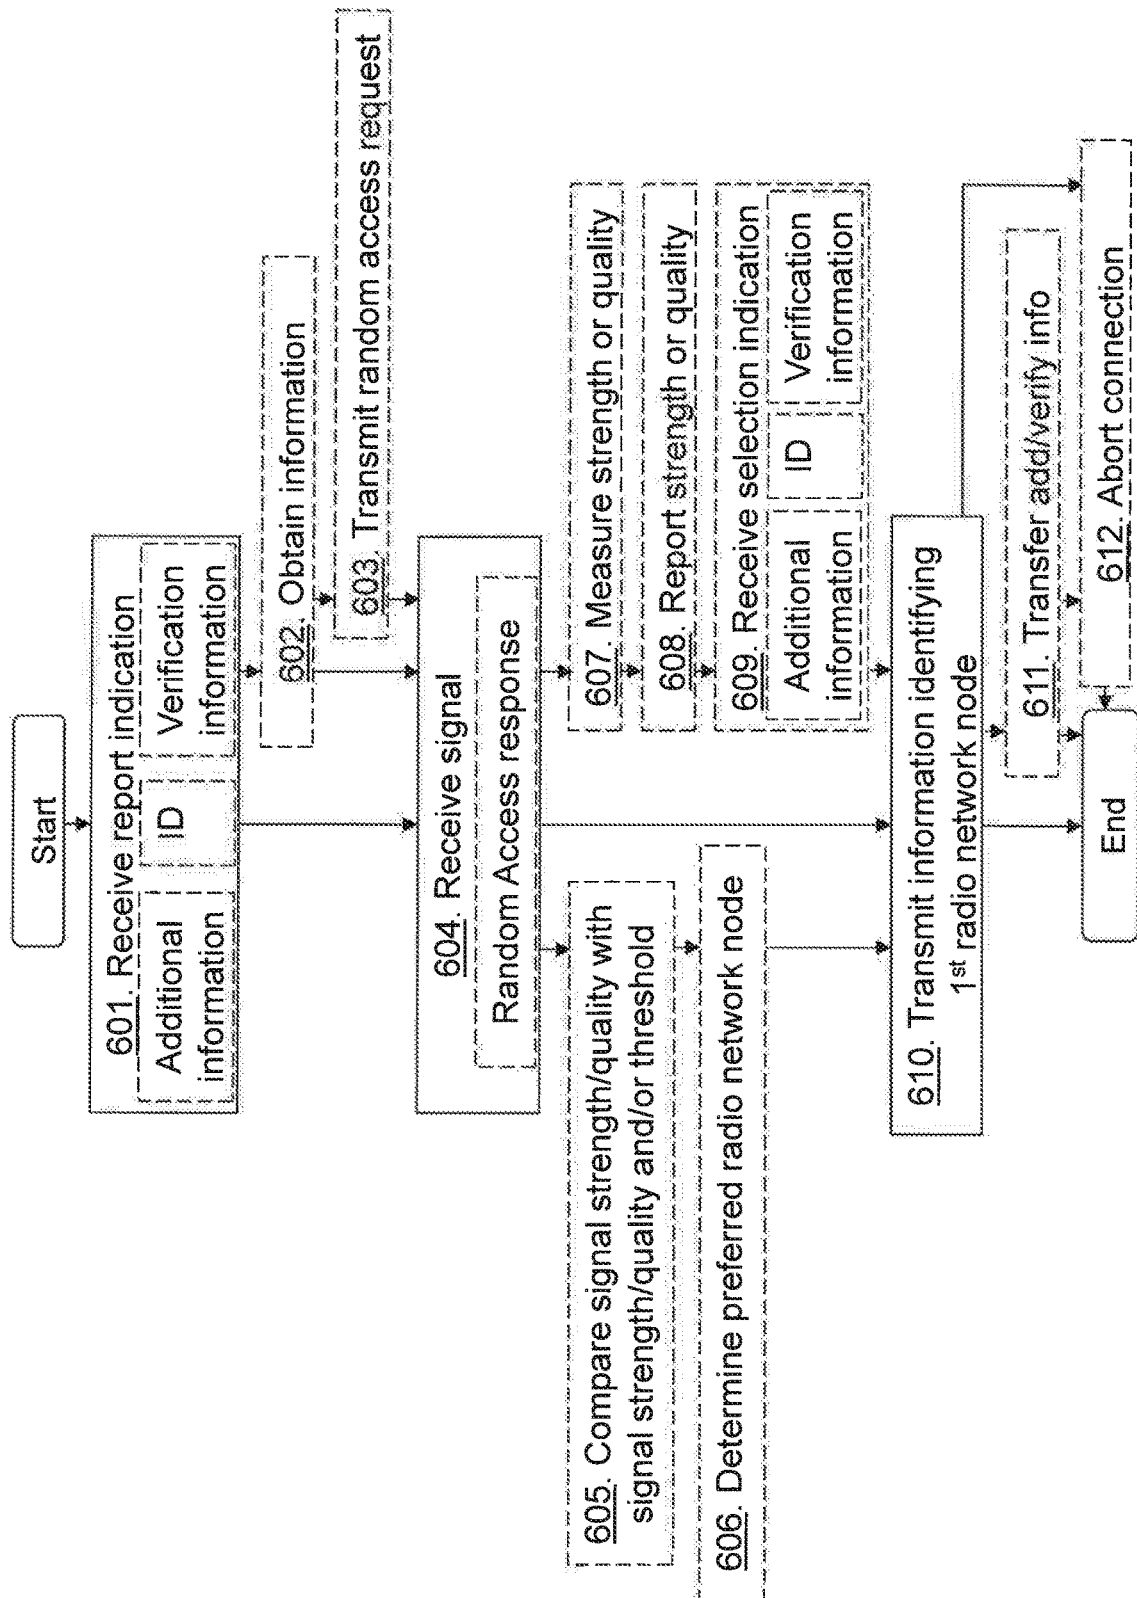 Start
601. Receive report indication
Additional
information
ID
Verification
information
602. Obtain information
603. Transmit random access request
604. Receive signal
Random Access response
605. Compare signal strength/quality with
signal strength/quality and/or threshold
606. Determine preferred radio network node
607. Measure strength or quality
608. Report strength or quality
609. Receive selection indication
Additional
information
ID
Verification
information
610. Transmit information identifying
1st radio network node
611. Transfer add/verify info
612. Abort connection
End